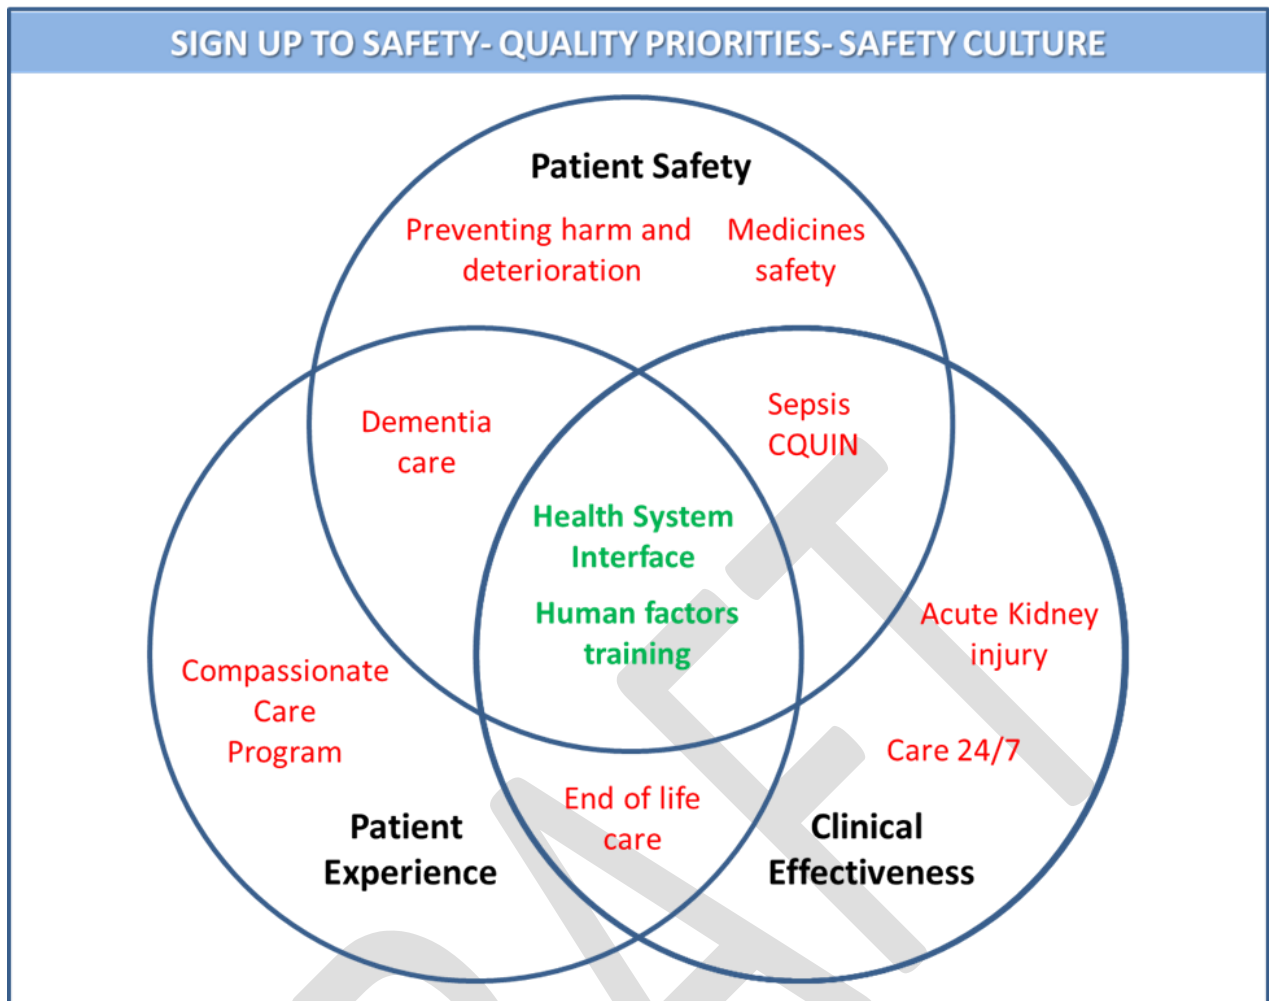 SIGN UP TO SAFETY- QUALITY PRIORITIES- SAFETY CULTURE
Patient Safety
Preventing harm and
deterioration
Medicines
safety
Dementia
care
Sepsis
CQUIN
Health System
Interface
Human factors
training
Acute Kidney
injury
Compassionate
Care
Program
Care 24/7
End of life
care
Patient
Experience
Clinical
Effectiveness
DRAFT